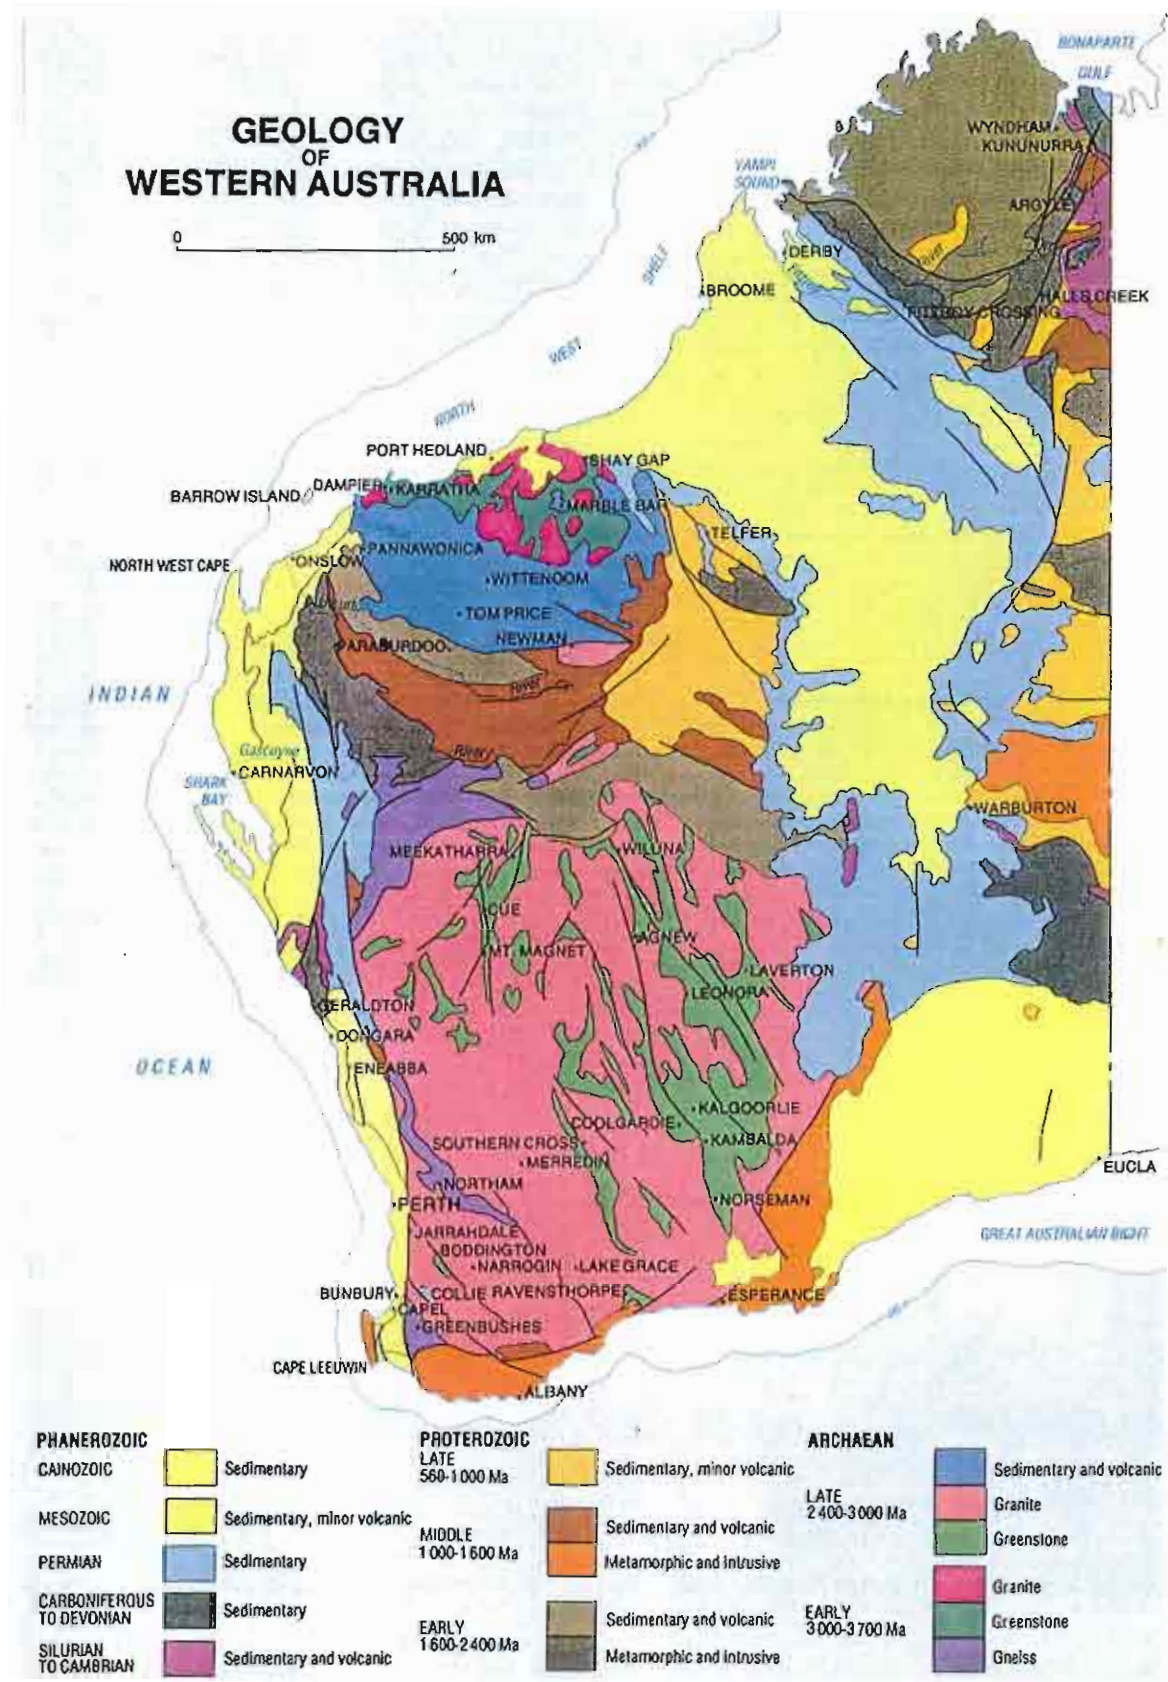 GEOLOGY
OF
WESTERN AUSTRALIA
0 500 km
BONAPARTE
GULF
WYNDHAM
KUNUNURRA
YAMPI
SOUND
ARGYLE
River
DERBY
BROOME
HALLS CREEK
FITZROY CROSSING
NORTH WEST SHELF
PORT HEDLAND
SHAY GAP
DAMPIER
KARRATHA
BARROW ISLAND
MARBLE BAR
TELFER
PANNAWONICA
ONSLOW
NORTH WEST CAPE
WITTENOOM
TOM PRICE
NEWMAN
PARABURDOO
River
INDIAN
River
Gascoyne
CARNARVON
SHARK
BAY
WARBURTON
MEEKATHARRA
WILUNA
CUE
AGNEW
MT. MAGNET
LAVERTON
LEONORA
GERALDTON
DONGARA
OCEAN
ENEABBA
KALGOORLIE
COOLGARDIE
KAMBALDA
SOUTHERN CROSS
MERREDIN
EUCLA
NORTHAM
PERTH
NORSEMAN
JARRAHDALE
GREAT AUSTRALIAN BIGHT
BODDINGTON
NARROGIN
LAKE GRACE
BUNBURY
COLLIE
RAVENSTHORPE
ESPERANCE
CAPEL
GREENBUSHES
CAPE LEEUWIN
ALBANY
PHANEROZOIC
CAINOZOIC Sedimentary
MESOZOIC Sedimentary, minor volcanic
PERMIAN Sedimentary
CARBONIFEROUS
TO DEVONIAN Sedimentary
SILURIAN
TO CAMBRIAN Sedimentary and volcanic
PROTEROZOIC
LATE
560-1 000 Ma Sedimentary, minor volcanic
MIDDLE
1 000-1 600 Ma Sedimentary and volcanic
Metamorphic and intrusive
EARLY
1 600-2 400 Ma Sedimentary and volcanic
Metamorphic and intrusive
ARCHAEAN
Sedimentary and volcanic
LATE
2 400-3 000 Ma Granite
Greenstone
Granite
EARLY
3 000-3 700 Ma Greenstone
Gneiss